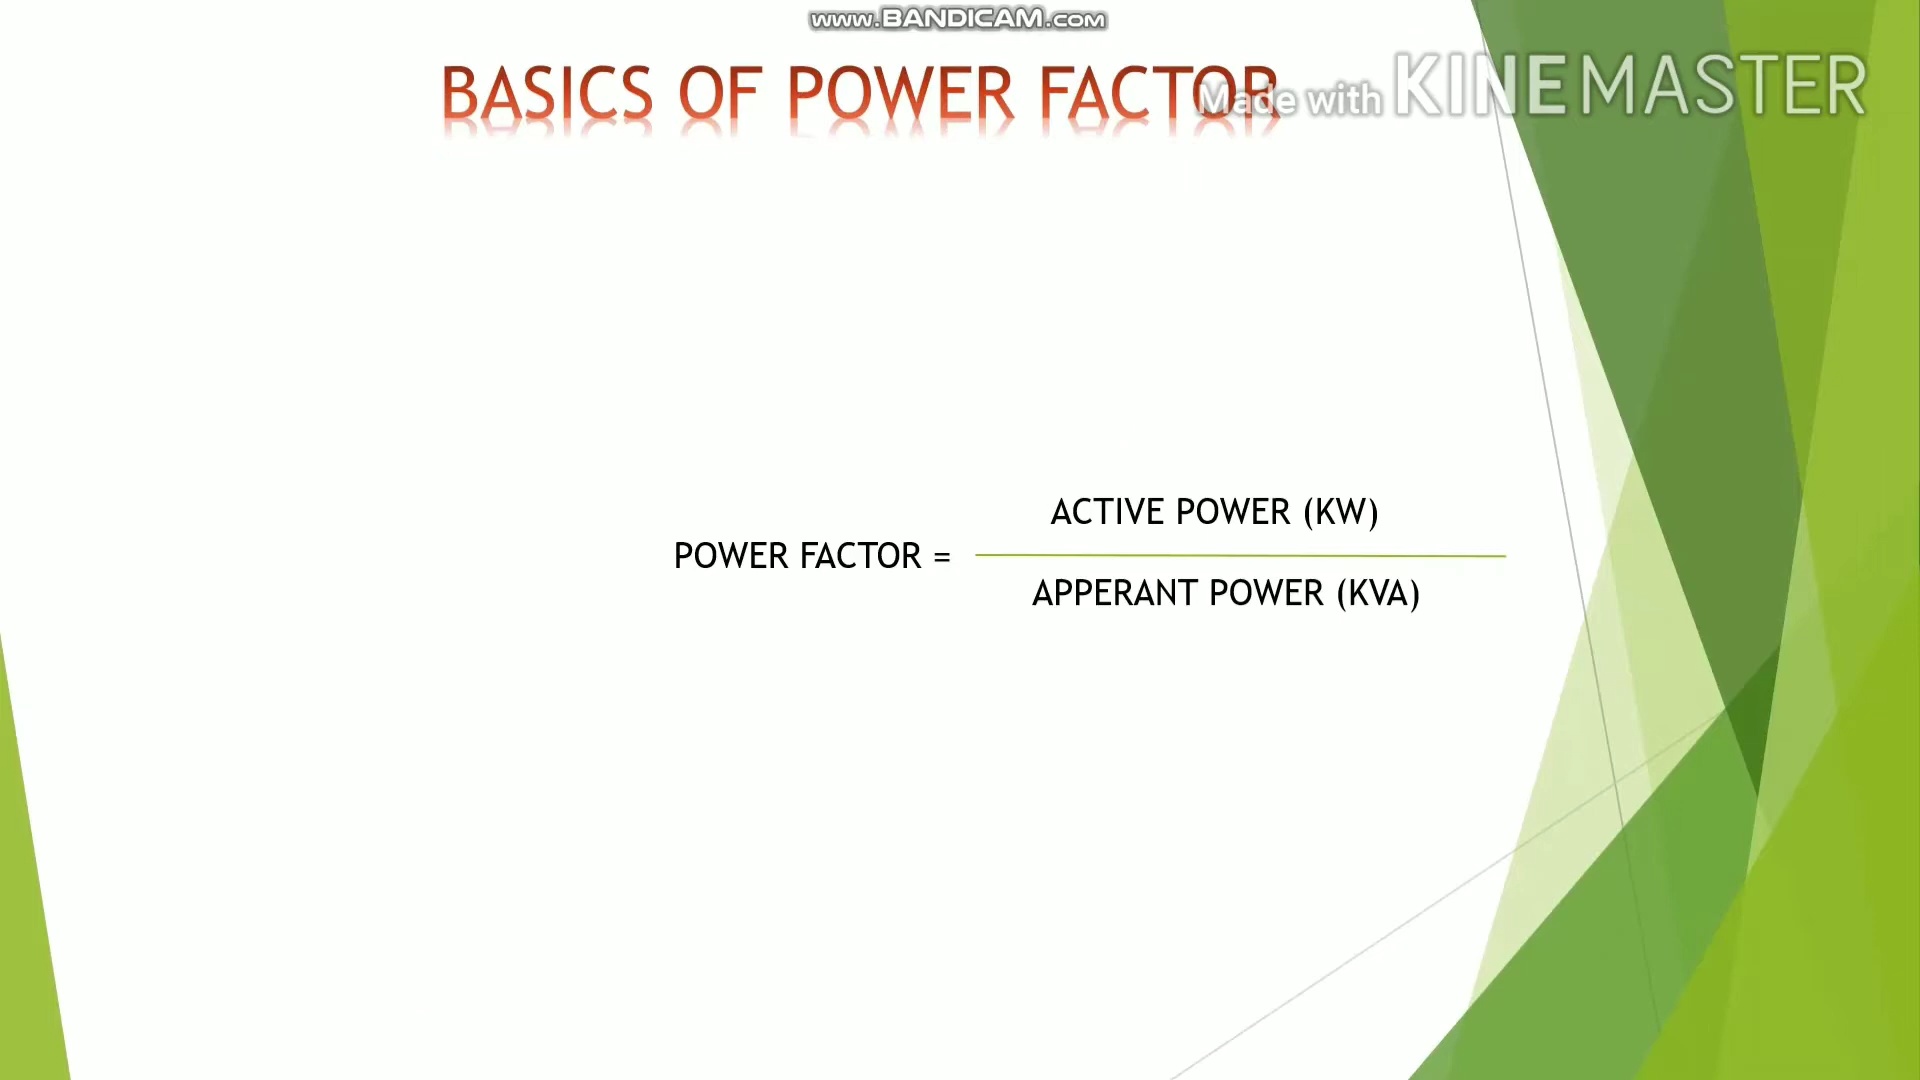 www.BANDICAM.com
BASICS OF POWER FACTOR
Made with KINEMASTER
ACTIVE POWER (KW)
POWER FACTOR =
APPERANT POWER (KVA)